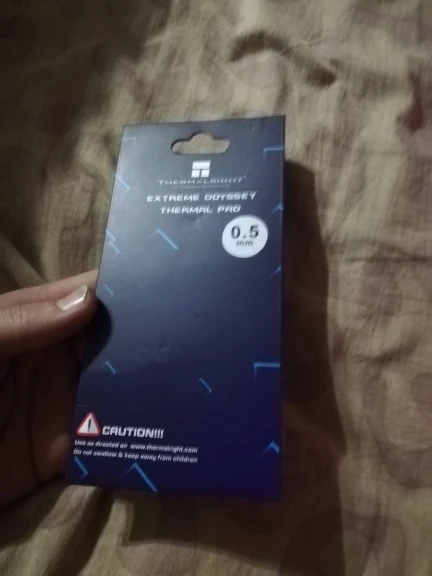 THERMALRIGHT
EXTREME ODYSSEY
THERMAL PAD
0.5
mm
CAUTION!!!
Use as directed on www.thermalright.com
Do not swallow & keep away from children